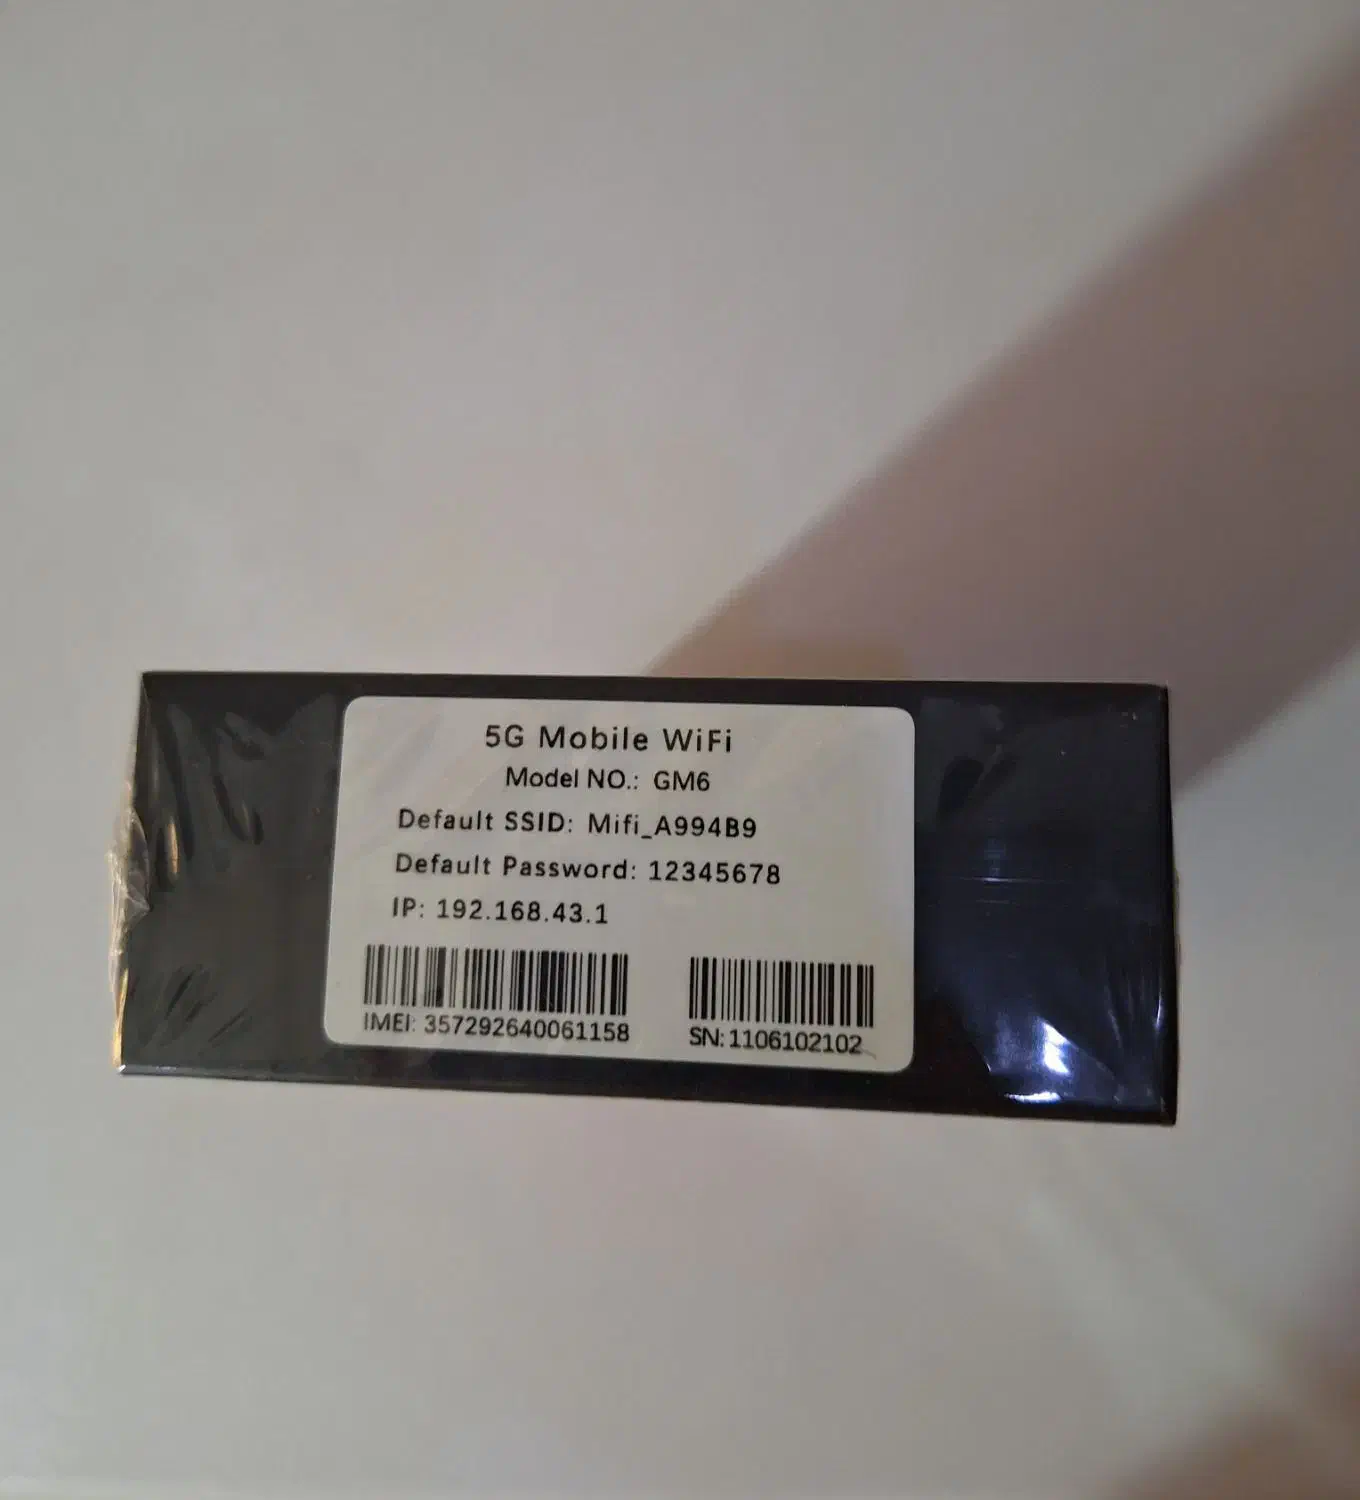 5G Mobile WiFi
Model NO.: GM6
Default SSID: Mifi_A994B9
Default Password: 12345678
IP: 192.168.43.1
IMEI: 357292640061158
SN: 1106102102